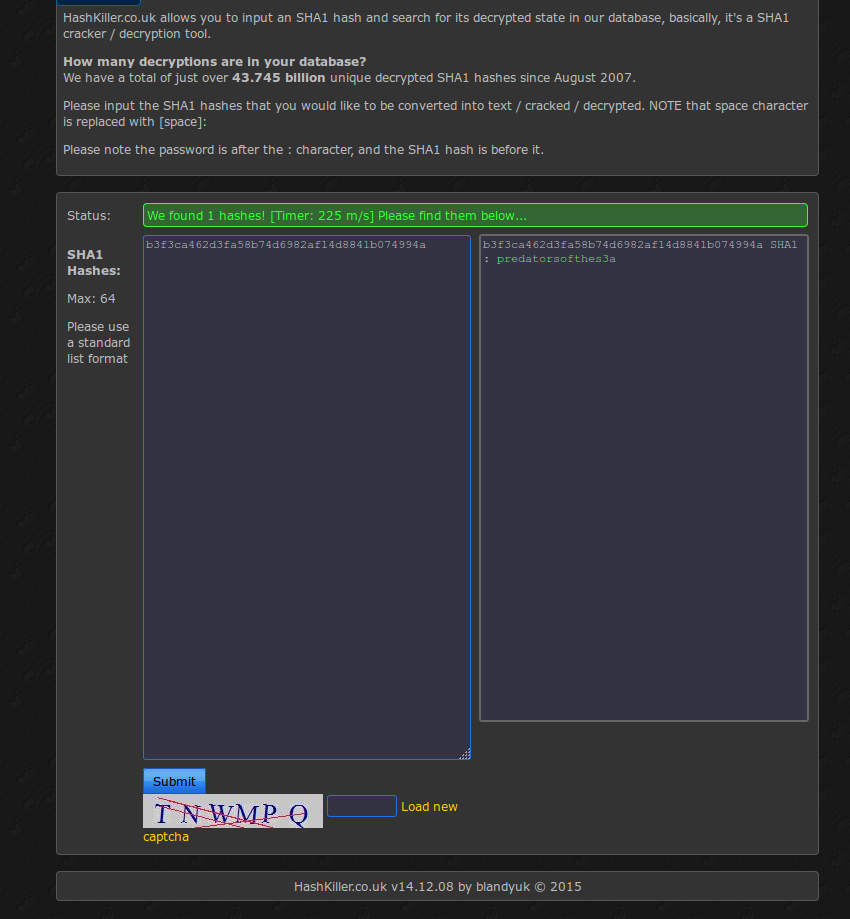 HashKiller.co.uk allows you to input an SHA1 hash and search for its decrypted state in our database, basically, it's a SHA1
cracker / decryption tool.
How many decryptions are in your database?
We have a total of just over 43.745 billion unique decrypted SHA1 hashes since August 2007.
Please input the SHA1 hashes that you would like to be converted into text / cracked / decrypted. NOTE that space character
is replaced with [space]:
Please note the password is after the : character, and the SHA1 hash is before it.
Status:
We found 1 hashes! [Timer: 225 m/s] Please find them below...
SHA1
Hashes:
Max: 64
Please use
a standard
list format
b3f3ca462d3fa58b74d6982af14d8841b074994a
b3f3ca462d3fa58b74d6982af14d8841b074994a SHA1
: predatorsofthes3a
Submit
T N W M P Q
Load new
captcha
HashKiller.co.uk v14.12.08 by blandyuk © 2015